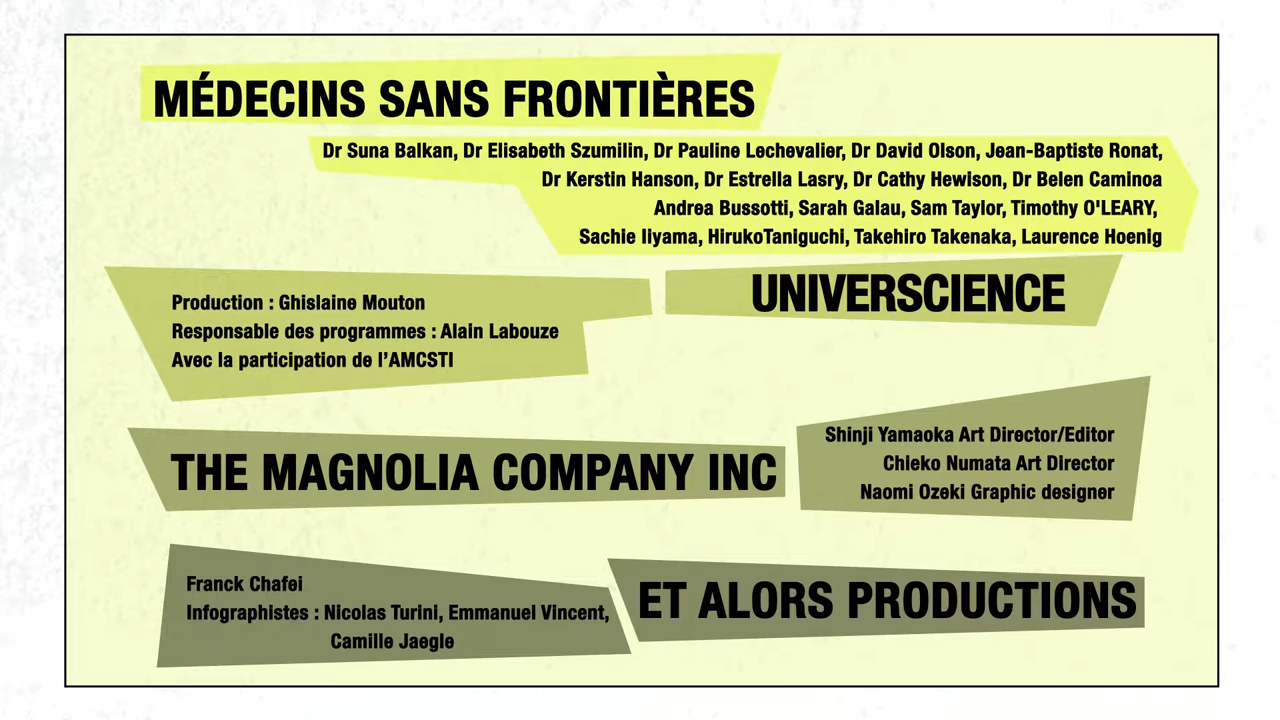 MÉDECINS SANS FRONTIÈRES
Dr Suna Balkan, Dr Elisabeth Szumilin, Dr Pauline Lechevalier, Dr David Olson, Jean-Baptiste Ronat,
Dr Kerstin Hanson, Dr Estrella Lasry, Dr Cathy Hewison, Dr Belen Caminoa
Andrea Bussotti, Sarah Galau, Sam Taylor, Timothy O'LEARY,
Sachie Iiyama, HirukoTaniguchi, Takehiro Takenaka, Laurence Hoenig
UNIVERSCIENCE
Production : Ghislaine Mouton
Responsable des programmes : Alain Labouze
Avec la participation de l’AMCSTI
THE MAGNOLIA COMPANY INC
Shinji Yamaoka Art Director/Editor
Chieko Numata Art Director
Naomi Ozeki Graphic designer
ET ALORS PRODUCTIONS
Franck Chafei
Infographistes : Nicolas Turini, Emmanuel Vincent,
Camille Jaegle